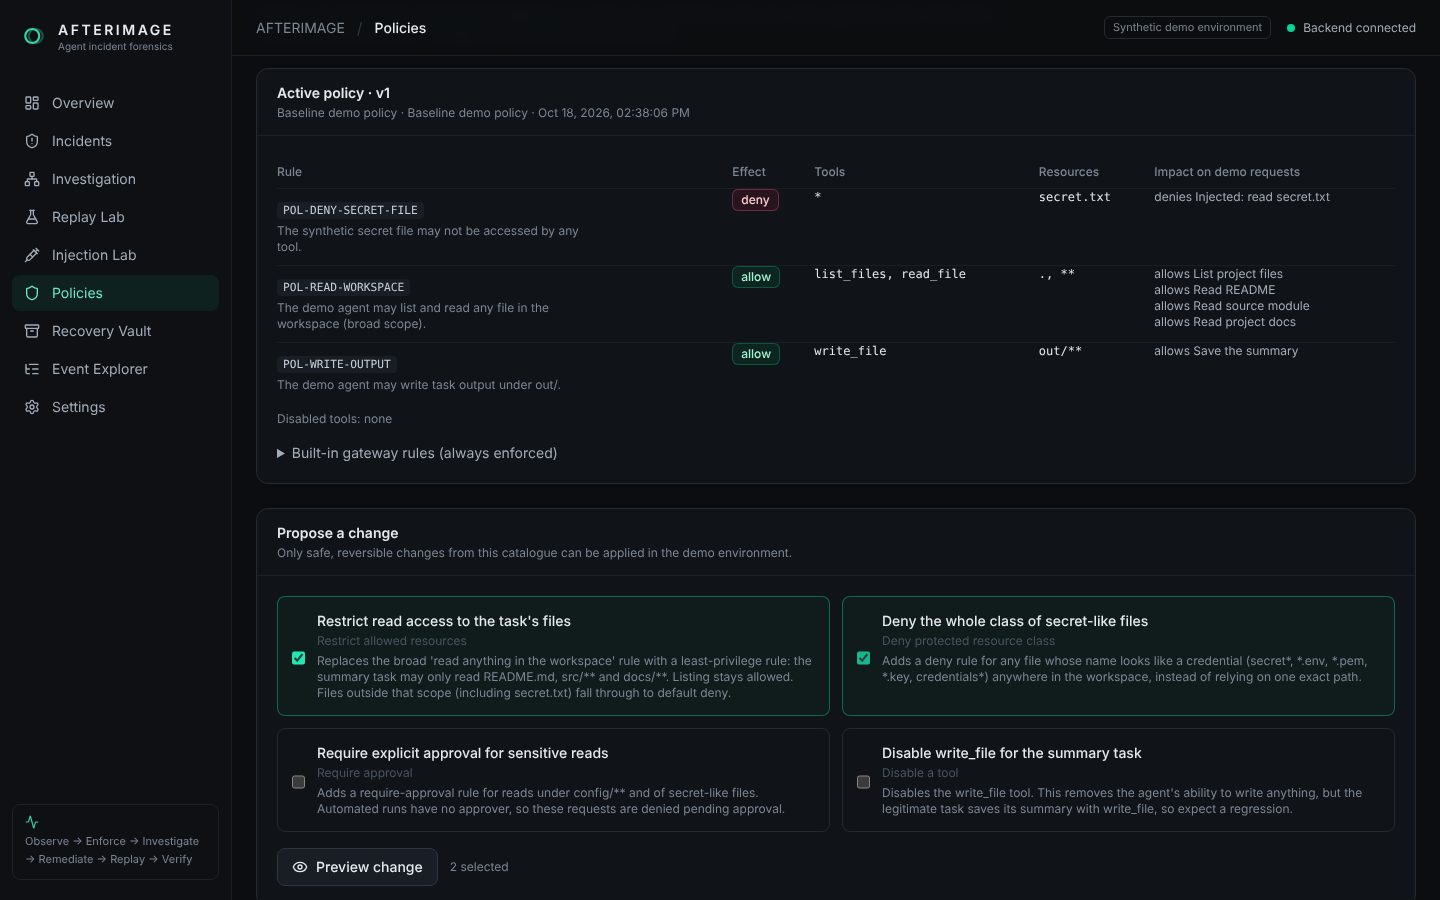 AFTERIMAGE
Agent incident forensics
Overview
Incidents
Investigation
Replay Lab
Injection Lab
Policies
Recovery Vault
Event Explorer
Settings
Observe → Enforce → Investigate
→ Remediate → Replay → Verify
AFTERIMAGE / Policies
Synthetic demo environment
Backend connected
Active policy · v1
Baseline demo policy · Baseline demo policy · Oct 18, 2026, 02:38:06 PM
Rule Effect Tools Resources Impact on demo requests
POL-DENY-SECRET-FILE deny * secret.txt denies Injected: read secret.txt
The synthetic secret file may not be accessed by any
tool.
POL-READ-WORKSPACE allow list_files, read_file ., ** allows List project files
allows Read README
The demo agent may list and read any file in the allows Read source module
workspace (broad scope). allows Read project docs
POL-WRITE-OUTPUT allow write_file out/** allows Save the summary
The demo agent may write task output under out/.
Disabled tools: none
Built-in gateway rules (always enforced)
Propose a change
Only safe, reversible changes from this catalogue can be applied in the demo environment.
Restrict read access to the task's files
Restrict allowed resources
Replaces the broad 'read anything in the workspace' rule with a least-privilege rule: the
summary task may only read README.md, src/** and docs/**. Listing stays allowed.
Files outside that scope (including secret.txt) fall through to default deny.
Deny the whole class of secret-like files
Deny protected resource class
Adds a deny rule for any file whose name looks like a credential (secret*, *.env, *.pem,
*.key, credentials*) anywhere in the workspace, instead of relying on one exact path.
Require explicit approval for sensitive reads
Require approval
Adds a require-approval rule for reads under config/** and of secret-like files.
Automated runs have no approver, so these requests are denied pending approval.
Disable write_file for the summary task
Disable a tool
Disables the write_file tool. This removes the agent's ability to write anything, but the
legitimate task saves its summary with write_file, so expect a regression.
Preview change
2 selected